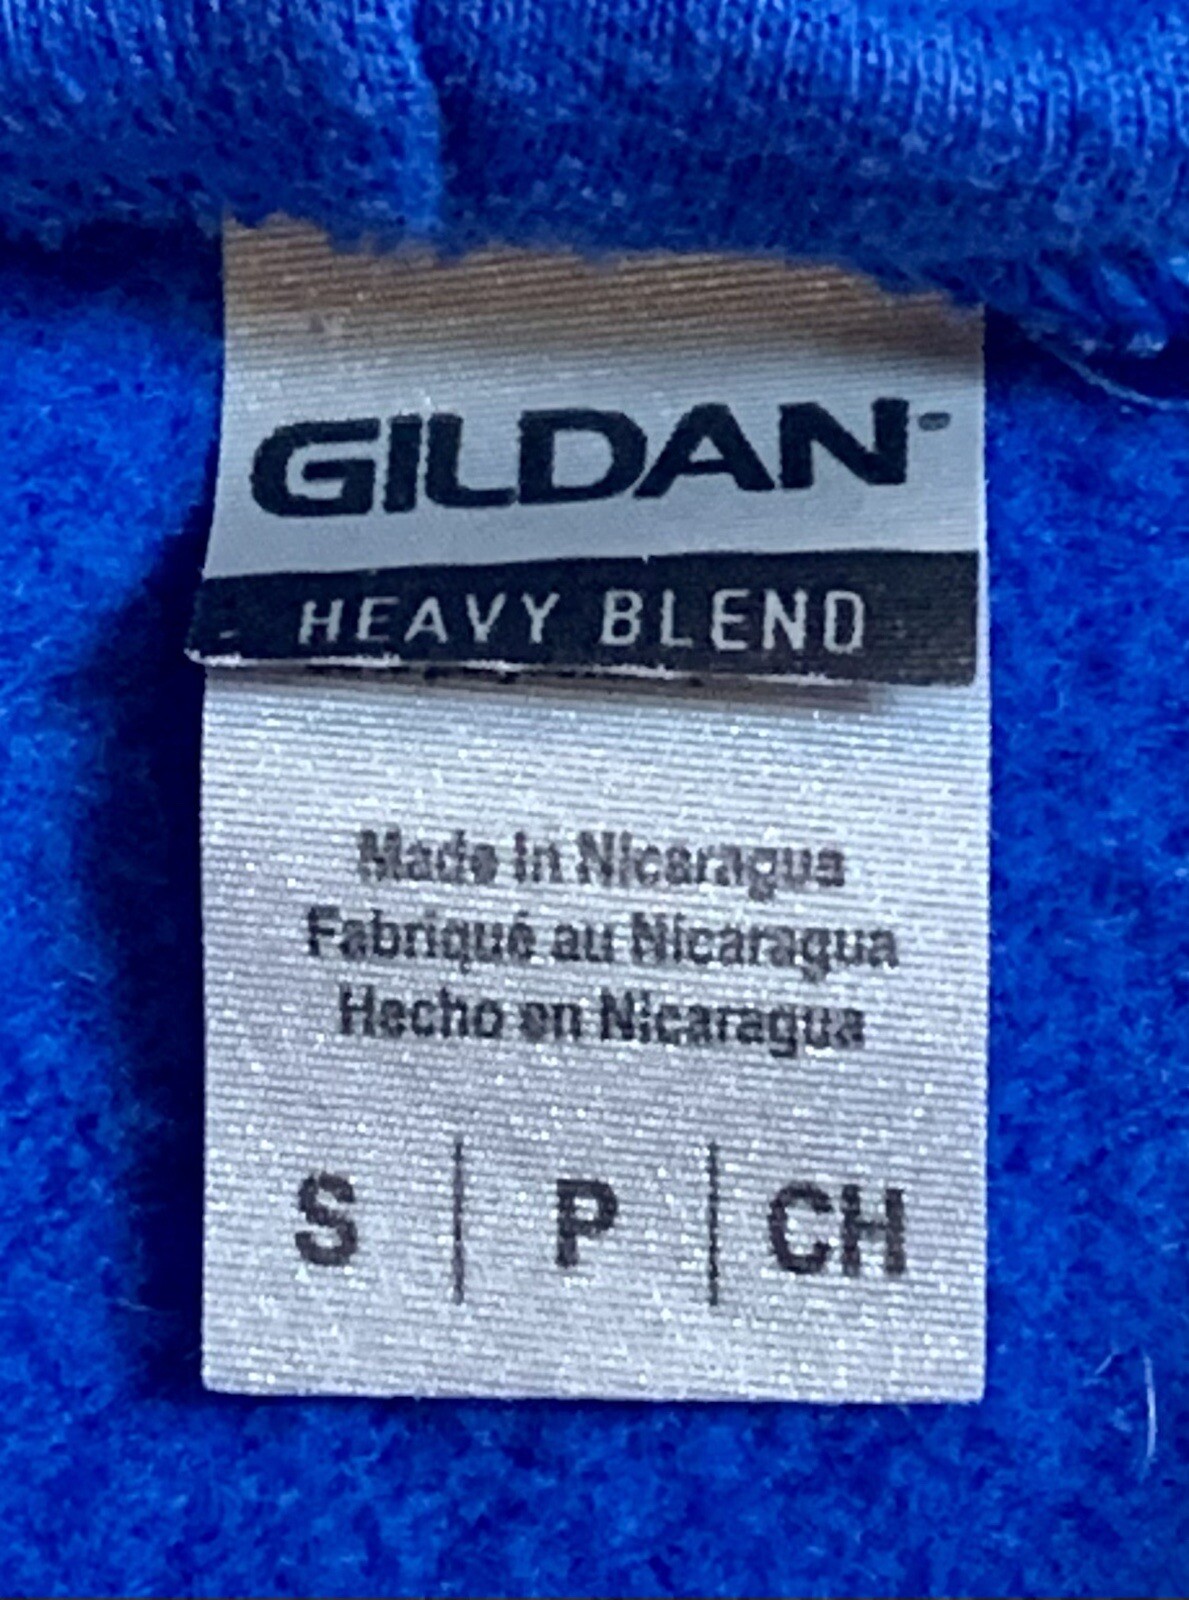 GILDAN
HEAVY BLEND
Made in Nicaragua
Fabriqué au Nicaragua
Hecho en Nicaragua
S | P | CH